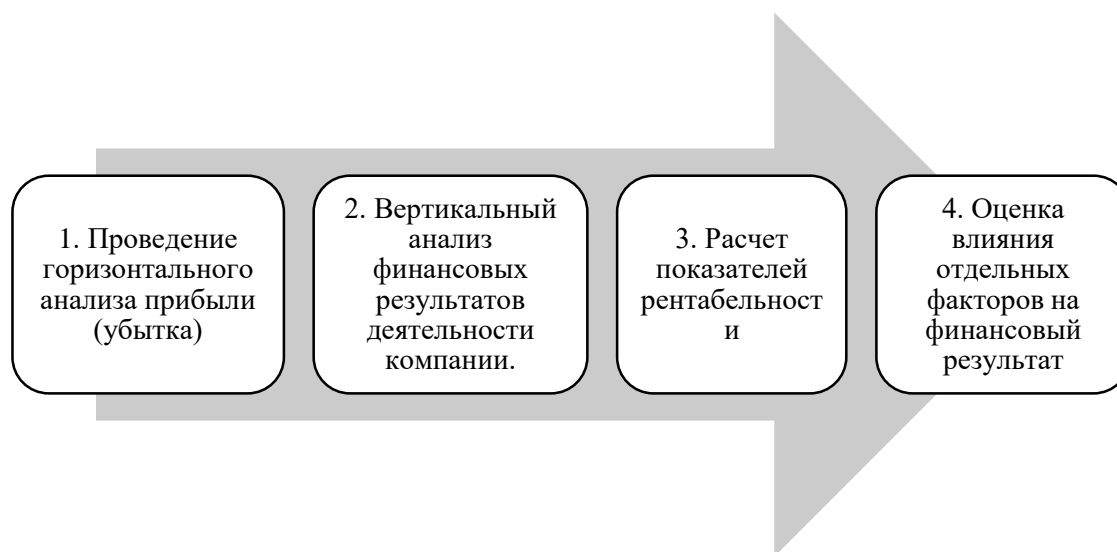 1. Проведение
горизонтального
анализа прибыли
(убытка)
2. Вертикальный
анализ
финансовых
результатов
деятельности
компании.
3. Расчет
показателей
рентабельност
и
4. Оценка
влияния
отдельных
факторов на
финансовый
результат